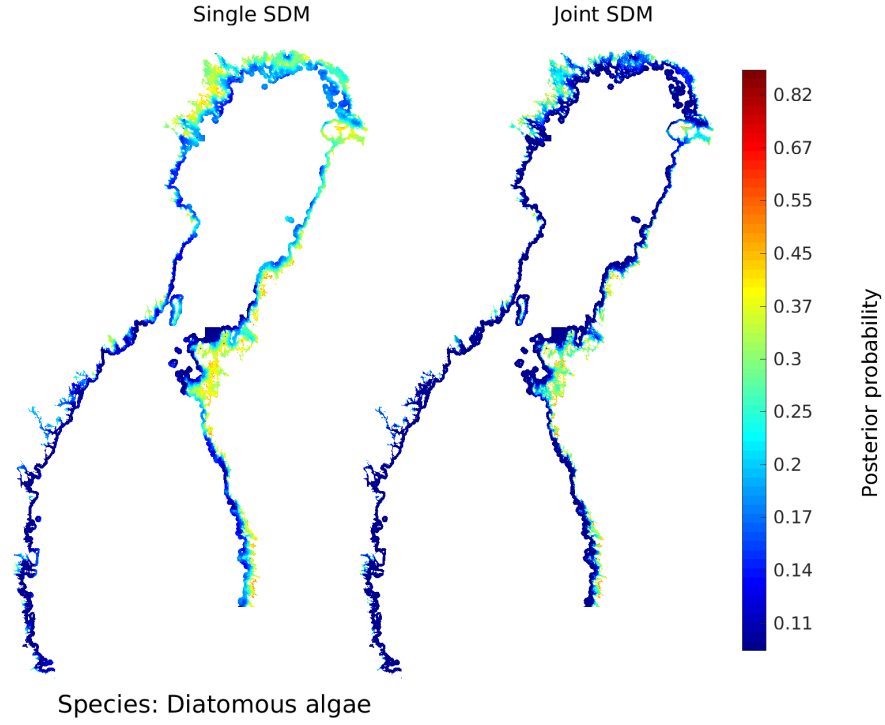 Single SDM
Joint SDM
0.82
0.67
0.55
0.45
0.37
0.3
0.25
0.2
0.17
0.14
0.11
Posterior probability
Species: Diatomous algae